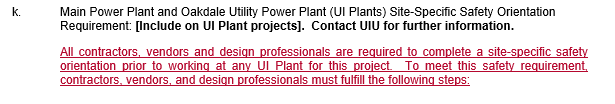 k. Main Power Plant and Oakdale Utility Power Plant (UI Plants) Site-Specific Safety Orientation
Requirement: [Include on UI Plant projects]. Contact UIU for further information.
All contractors, vendors and design professionals are required to complete a site-specific safety
orientation prior to working at any UI Plant for this project. To meet this safety requirement,
contractors, vendors, and design professionals must fulfill the following steps: